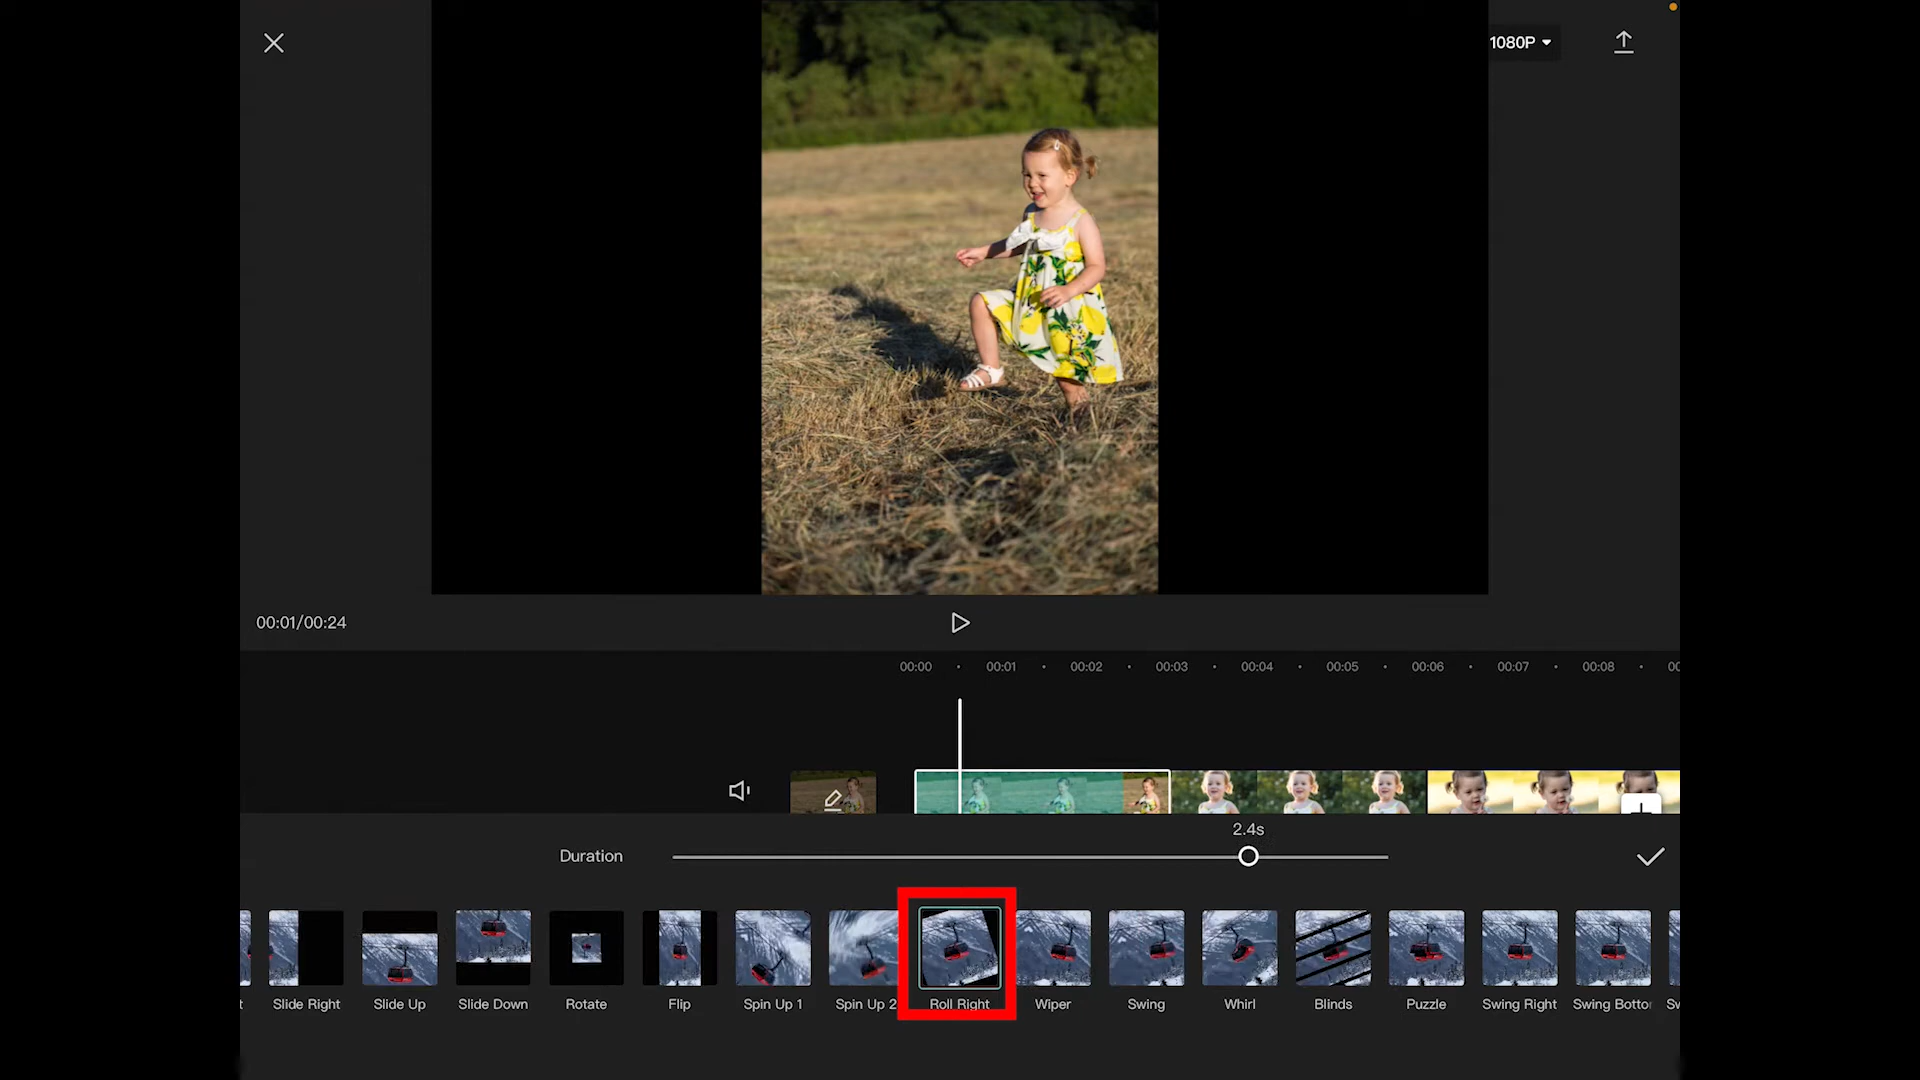 1080P
00:01/00:24
00:00 00:01 00:02 00:03 00:04 00:05 00:06 00:07 00:08
2.4s
Duration
Slide Right Slide Up Slide Down Rotate Flip Spin Up 1 Spin Up 2 Roll Right Wiper Swing Whirl Blinds Puzzle Swing Right Swing Botto